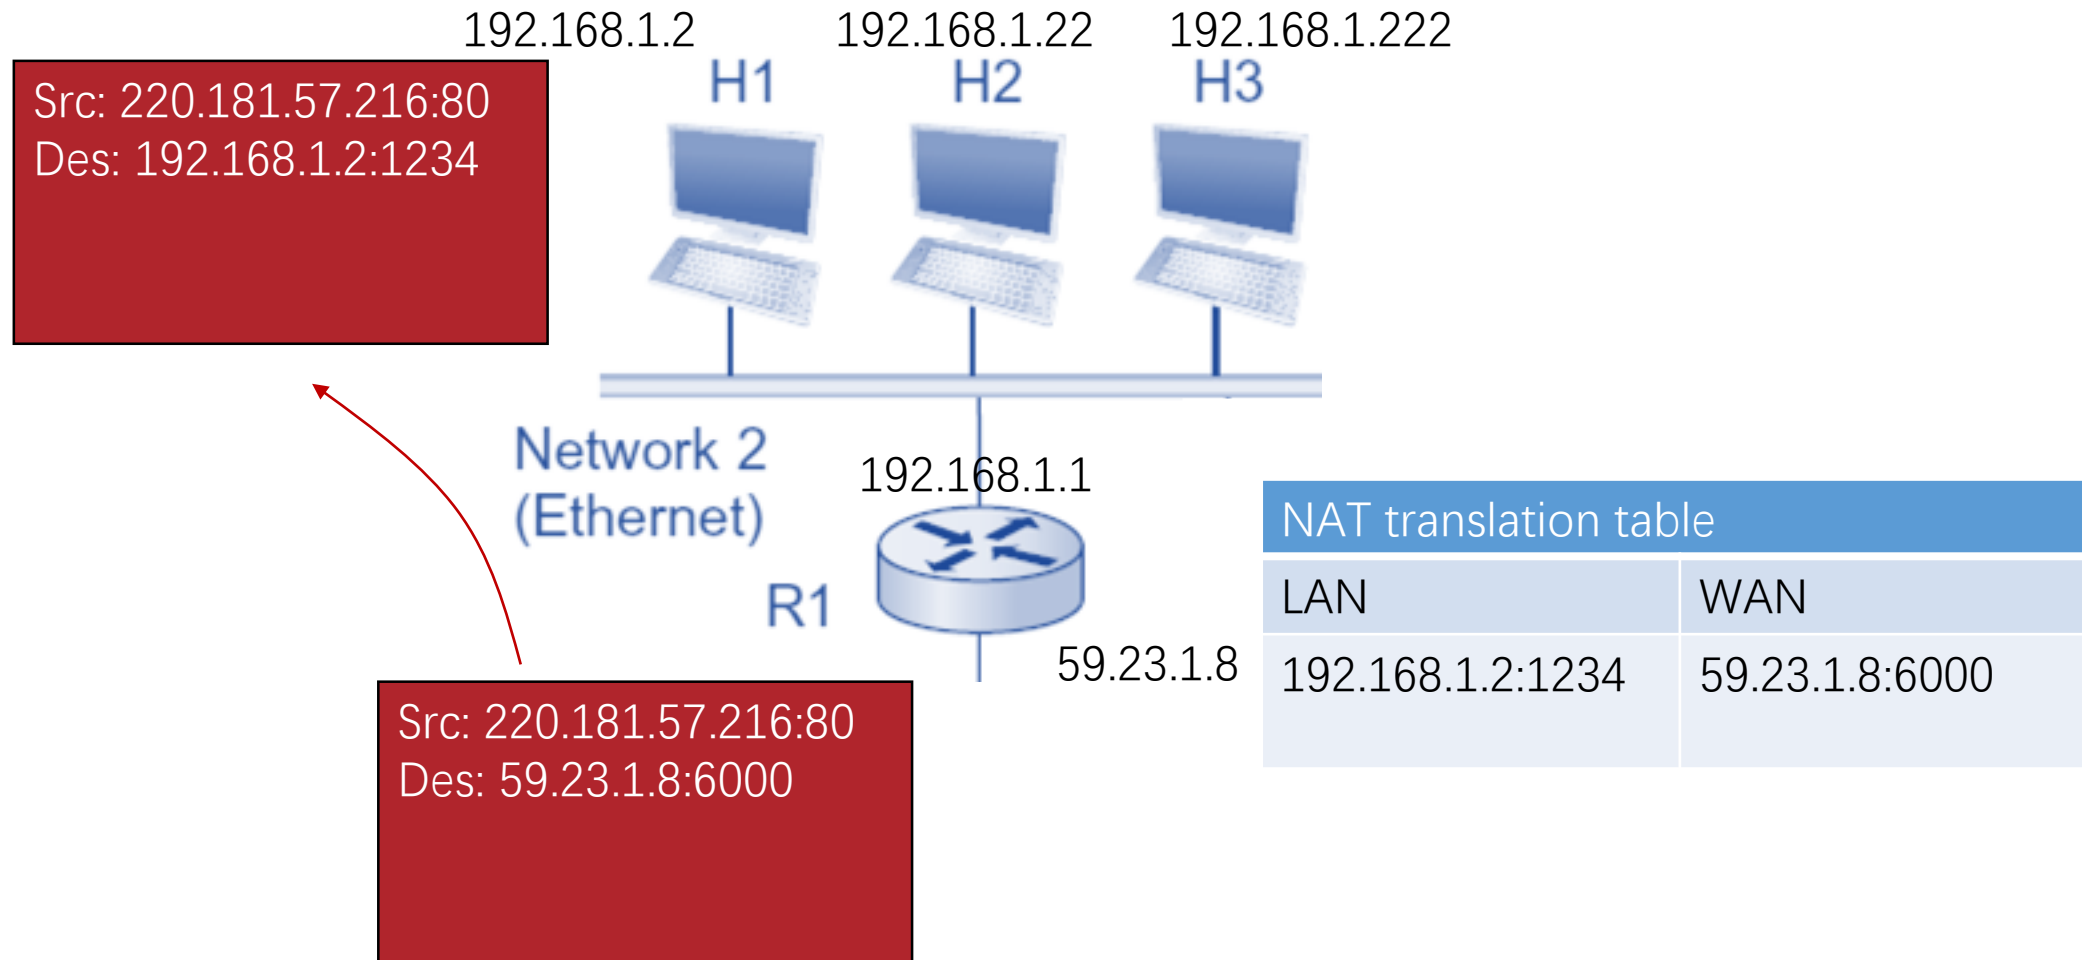 192.168.1.2
192.168.1.22
192.168.1.222
H1
H2
H3
Src: 220.181.57.216:80
Des: 192.168.1.2:1234
Network 2
(Ethernet)
192.168.1.1
R1
59.23.1.8
NAT translation table
LAN
WAN
192.168.1.2:1234
59.23.1.8:6000
Src: 220.181.57.216:80
Des: 59.23.1.8:6000